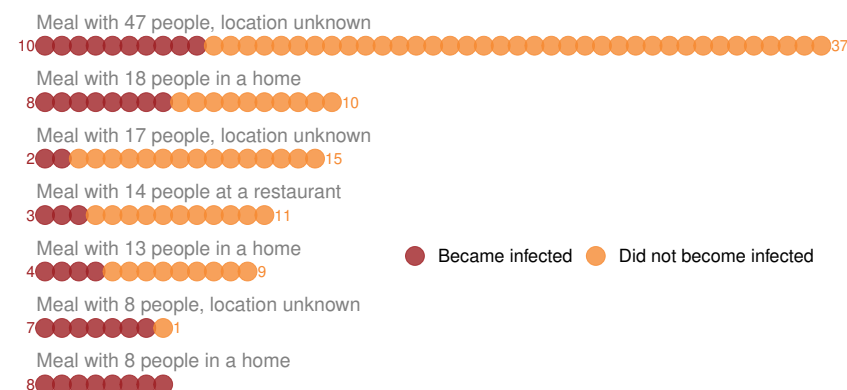 Meal with 47 people, location unknown
10 37
Meal with 18 people in a home
8 10
Meal with 17 people, location unknown
2 15
Meal with 14 people at a restaurant
3 11
Meal with 13 people in a home
Became infected Did not become infected
4 9
Meal with 8 people, location unknown
7 1
Meal with 8 people in a home
8